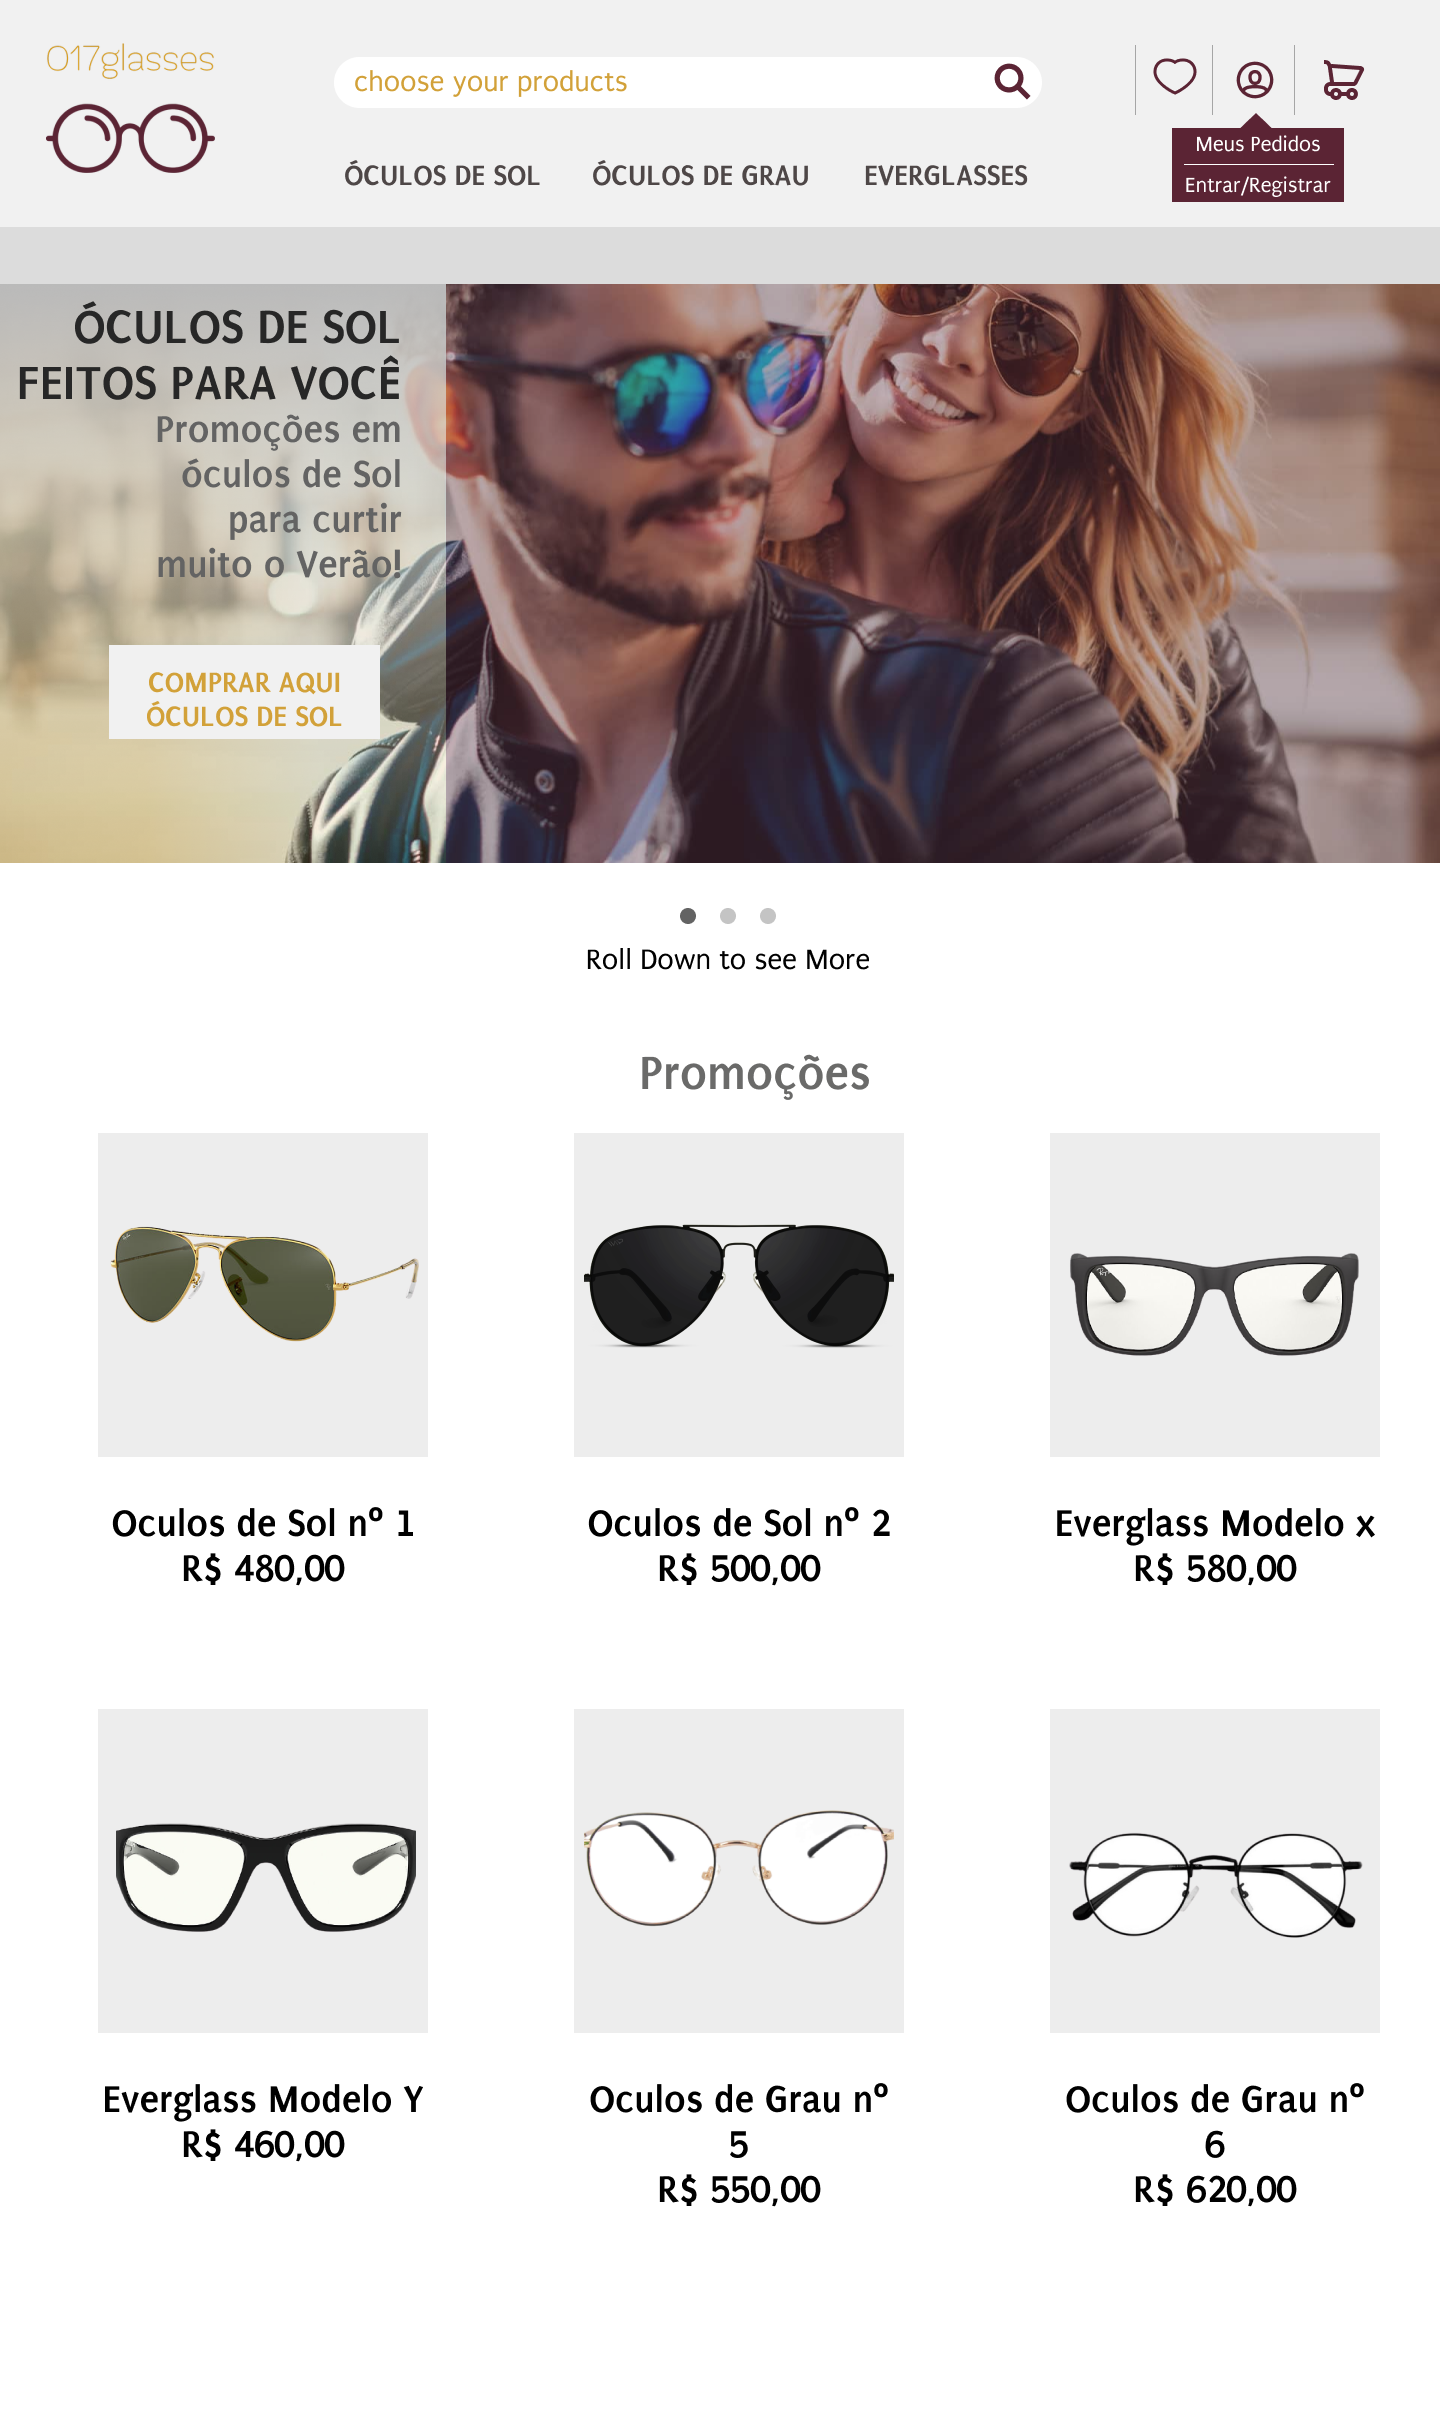 017glasses
choose your products
Meus Pedidos
Entrar/Registrar
ÓCULOS DE SOL
ÓCULOS DE GRAU
EVERGLASSES
ÓCULOS DE SOL
FEITOS PARA VOCÊ
Promoções em
óculos de Sol
para curtir
muito o Verão!
COMPRAR AQUI
ÓCULOS DE SOL
Roll Down to see More
Promoções
Oculos de Sol nº 1
R$ 480,00
Oculos de Sol nº 2
R$ 500,00
Everglass Modelo x
R$ 580,00
Everglass Modelo Y
R$ 460,00
Oculos de Grau nº
5
R$ 550,00
Oculos de Grau nº
6
R$ 620,00